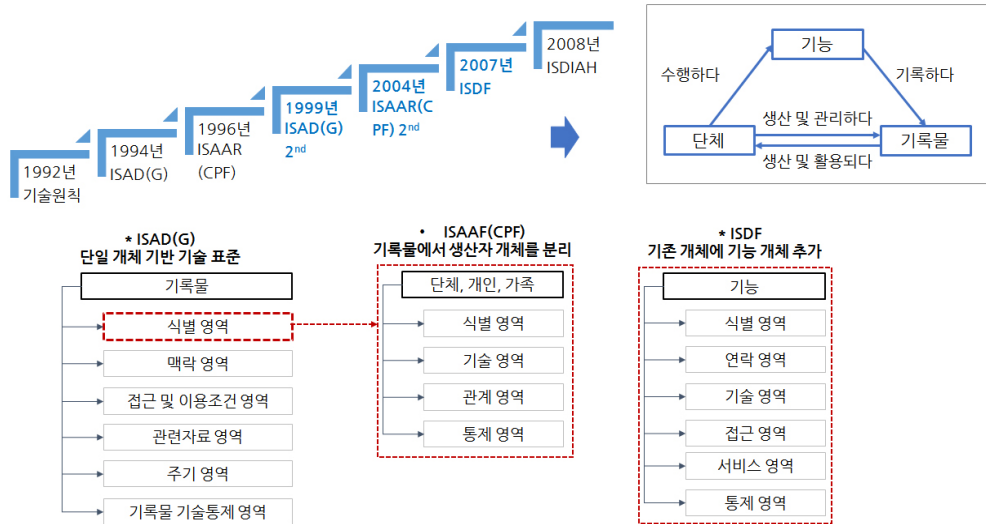 1992년
기술원칙
1994년
ISAD(G)
1996년
ISAAR
(CPF)
1999년
ISAD(G)
2nd
2004년
ISAAR(C
PF) 2nd
2007년
ISDF
2008년
ISDIAH
기능
수행하다
기록하다
생산 및 관리하다
단체
기록물
생산 및 활용되다
* ISAD(G)
단일 개체 기반 기술 표준
기록물
식별 영역
맥락 영역
접근 및 이용조건 영역
관련자료 영역
주기 영역
기록물 기술통제 영역
• ISAAF(CPF)
기록물에서 생산자 개체를 분리
단체, 개인, 가족
식별 영역
기술 영역
관계 영역
통제 영역
* ISDF
기존 개체에 기능 개체 추가
기능
식별 영역
연락 영역
기술 영역
접근 영역
서비스 영역
통제 영역